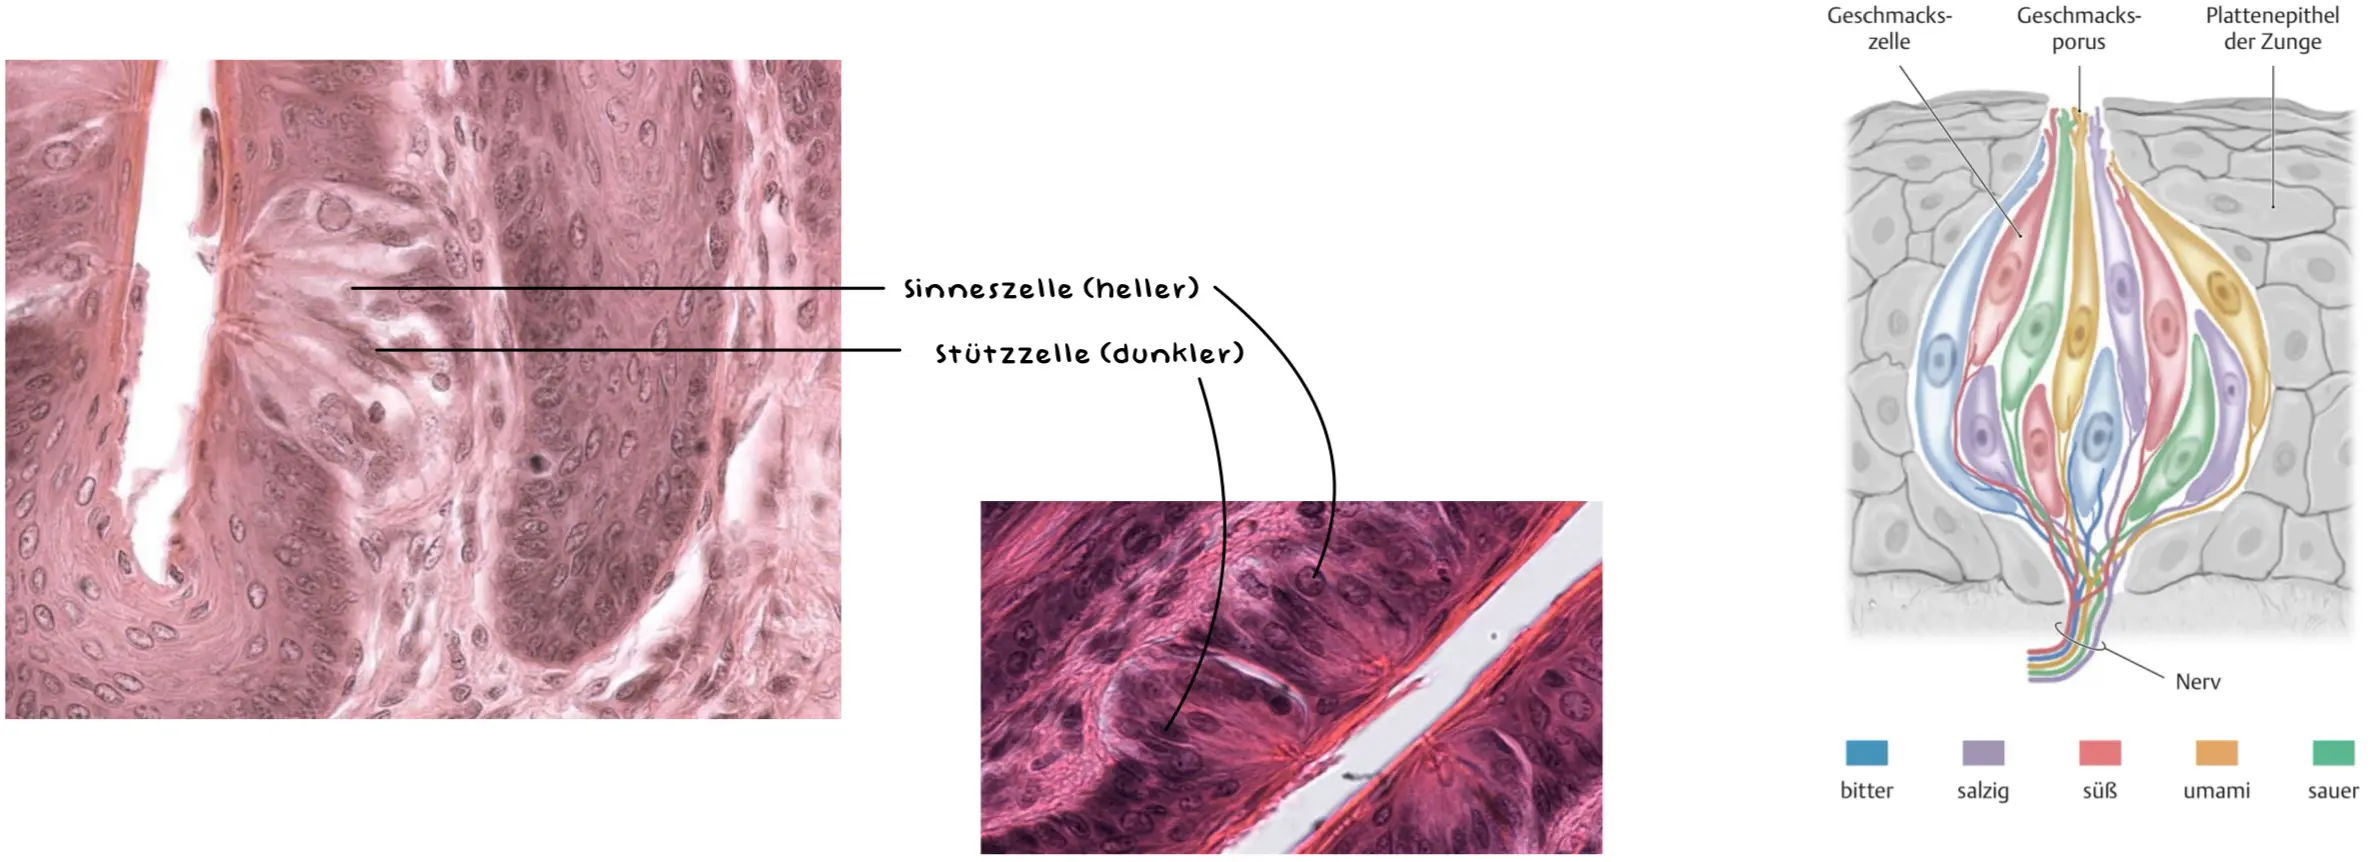 Geschmacks-
zelle
Geschmacks-
porus
Plattenepithel
der Zunge
Sinneszelle (heller)
Stützzelle (dunkler)
Nerv
bitter
salzig
süß
umami
sauer